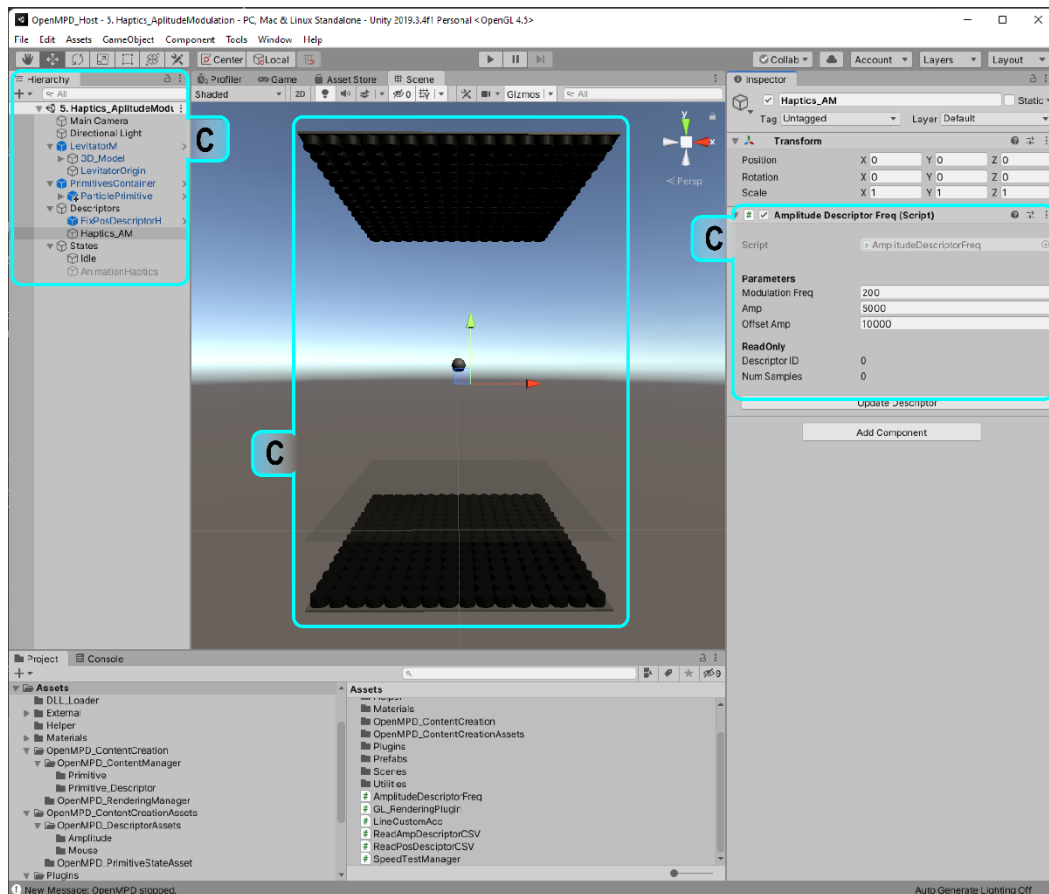 OpenMPD_Host - 5. Haptics_AplitudeModulation - PC, Mac & Linux Standalone - Unity 2019.3.4f1 Personal <OpenGL 4.5>
File Edit Assets GameObject Component Tools Window Help
Center Local Collab Account Layers Layout
Hierarchy
All
5. Haptics_AplitudeModu
Main Camera
Directional Light
LevitatorM
3D_Model
LevitatorOrigin
PrimitivesContainer
ParticlePrimitive
Descriptors
FixPosDescriptorH
Haptics_AM
States
Idle
AnimationHaptics
C
Profiler Game Asset Store Scene
Shaded 2D 0 Gizmos All
y
x
< Persp
C
C
Inspector
Haptics_AM Static
Tag Untagged Layer Default
Transform
Position X 0 Y 0 Z 0
Rotation X 0 Y 0 Z 0
Scale X 1 Y 1 Z 1
# Amplitude Descriptor Freq (Script)
Script # AmplitudeDescriptorFreq
Parameters
Modulation Freq 200
Amp 5000
Offset Amp 10000
ReadOnly
Descriptor ID 0
Num Samples 0
Update Descriptor
Add Component
Project Console
9
Assets
DLL_Loader
External
Helper
Materials
OpenMPD_ContentCreation
OpenMPD_ContentManager
Primitive
Primitive_Descriptor
OpenMPD_RenderingManager
OpenMPD_ContentCreationAssets
OpenMPD_DescriptorAssets
Amplitude
Mouse
OpenMPD_PrimitiveStateAsset
Plugins
Assets
Helper
Materials
OpenMPD_ContentCreation
OpenMPD_ContentCreationAssets
Plugins
Prefabs
Scenes
Utilities
# AmplitudeDescriptorFreq
# GL_RenderingPlugin
# LineCustomAcc
# ReadAmpDescriptorCSV
# ReadPosDesciptorCSV
# SpeedTestManager
New Message: OpenMPD stopped. Auto Generate Lighting Off